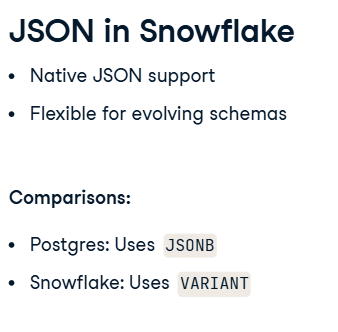 JSON in Snowflake
• Native JSON support
• Flexible for evolving schemas
Comparisons:
• Postgres: Uses JSONB
• Snowflake: Uses VARIANT